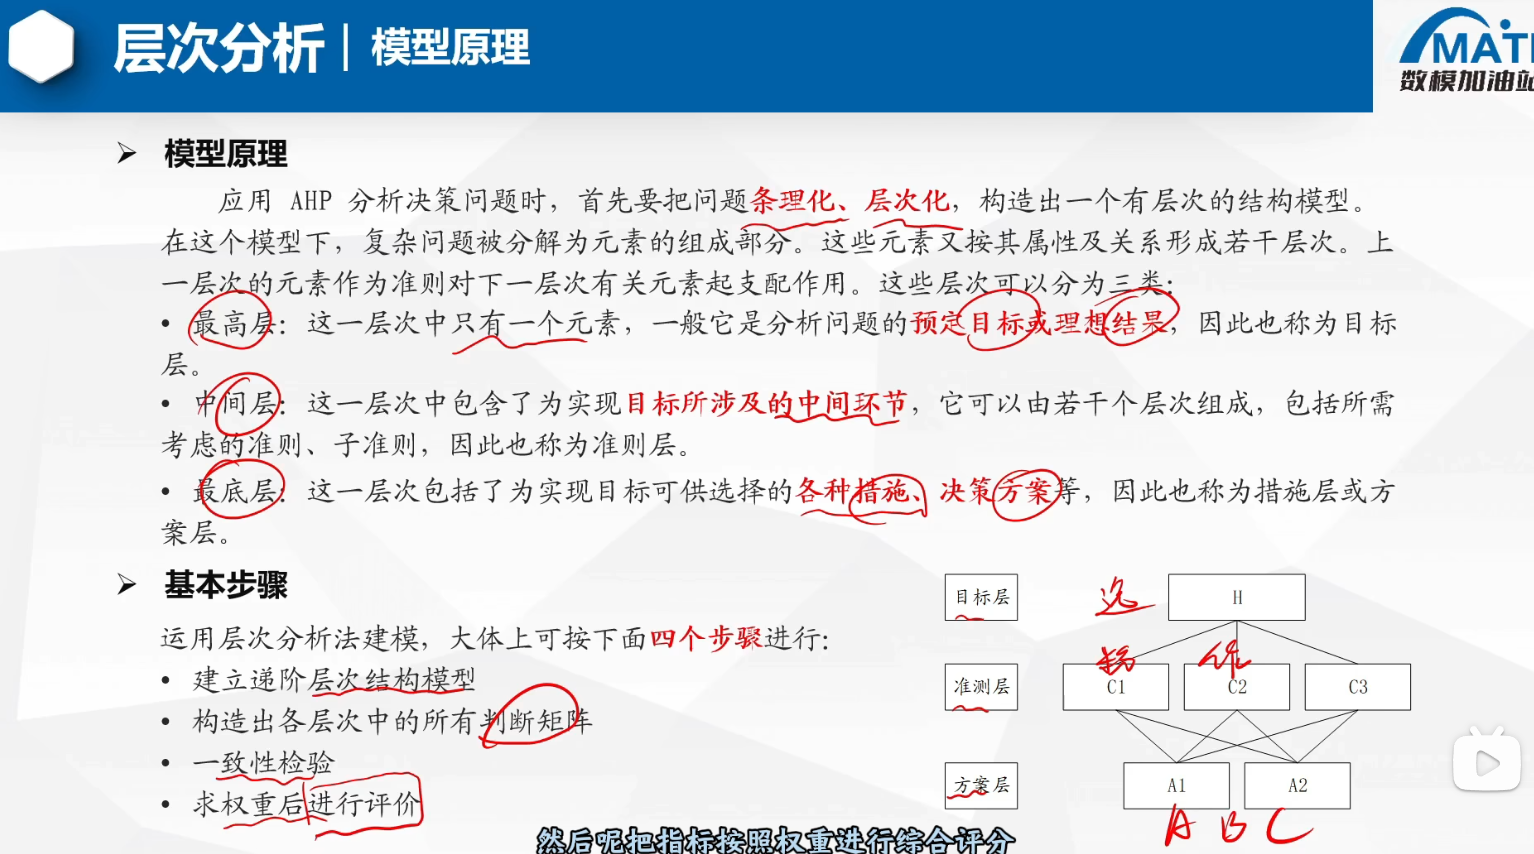 层次分析 | 模型原理
MATH
数模加油站
➢ 模型原理
应用 AHP 分析决策问题时，首先要把问题条理化、层次化，构造出一个有层次的结构模型。
在这个模型下，复杂问题被分解为元素的组成部分。这些元素又按其属性及关系形成若干层次。上
一层次的元素作为准则对下一层次有关元素起支配作用。这些层次可以分为三类：
• 最高层：这一层次中只有一个元素，一般它是分析问题的预定目标或理想结果，因此也称为目标
层。
• 中间层：这一层次中包含了为实现目标所涉及的中间环节，它可以由若干个层次组成，包括所需
考虑的准则、子准则，因此也称为准则层。
• 最底层：这一层次包括了为实现目标可供选择的各种措施、决策方案等，因此也称为措施层或方
案层。
➢ 基本步骤
运用层次分析法建模，大体上可按下面四个步骤进行：
• 建立递阶层次结构模型
• 构造出各层次中的所有判断矩阵
• 一致性检验
• 求权重后进行评价
目标层 选 H
准测层 C1 C2 C3
方案层 A1 A2
A B C
然后呢把指标按照权重进行综合评分